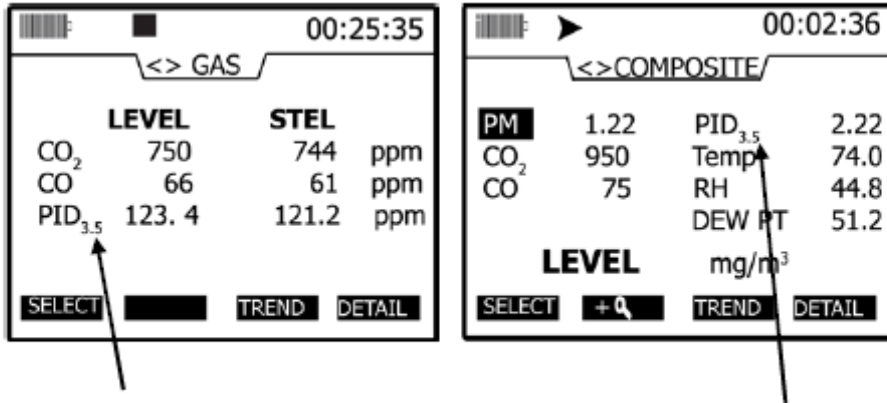 00:25:35
<> GAS
LEVEL STEL
CO₂ 750 744 ppm
CO 66 61 ppm
PID₃.₅ 123. 4 121.2 ppm
SELECT TREND DETAIL
00:02:36
<>COMPOSITE
PM 1.22 PID₃.₅ 2.22
CO₂ 950 Temp 74.0
CO 75 RH 44.8
DEW PT 51.2
LEVEL mg/m³
SELECT + TREND DETAIL